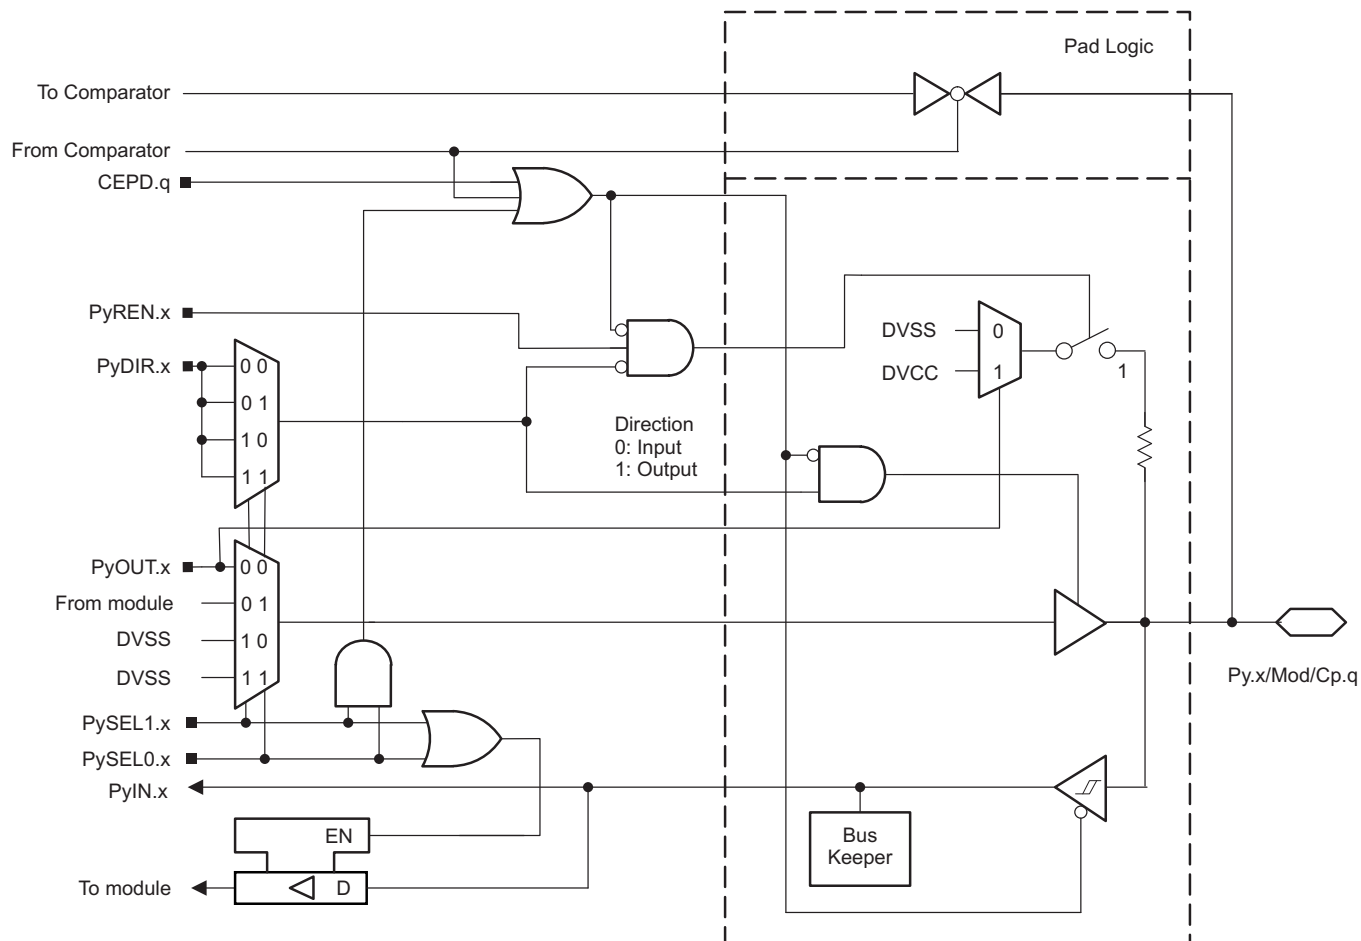 Pad Logic
To Comparator
From Comparator
CEPD.q
PyREN.x
PyDIR.x
0 0
0 1
1 0
1 1
DVSS
0
DVCC
1
1
Direction
0: Input
1: Output
PyOUT.x
0 0
From module
0 1
DVSS
1 0
DVSS
1 1
Py.x/Mod/Cp.q
PySEL1.x
PySEL0.x
PyIN.x
EN
Bus
Keeper
To module
D